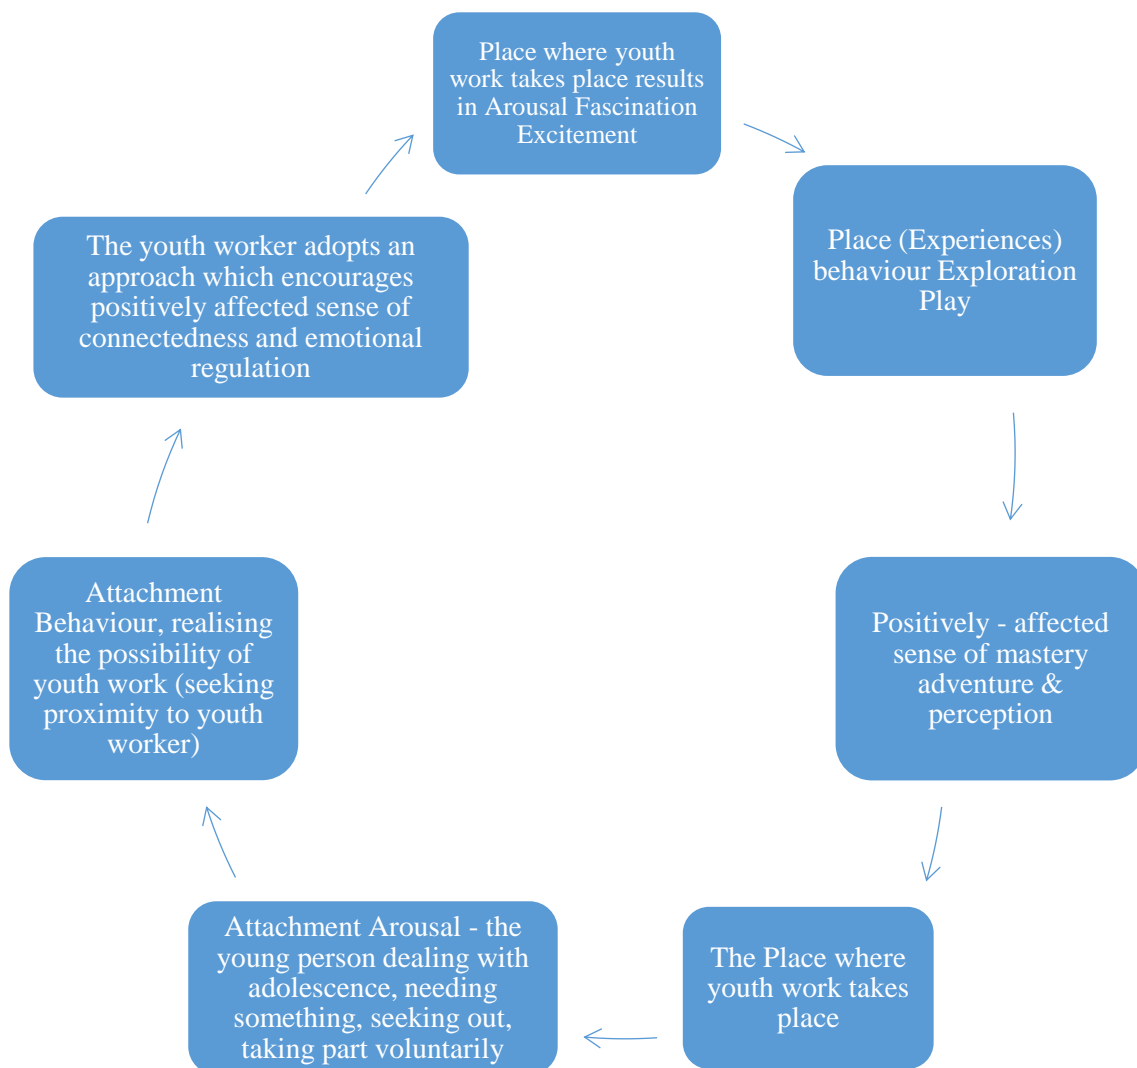 Place where youth
work takes place results
in Arousal Fascination
Excitement
Place (Experiences)
behaviour Exploration
Play
Positively - affected
sense of mastery
adventure &
perception
The Place where
youth work takes
place
Attachment Arousal - the
young person dealing with
adolescence, needing
something, seeking out,
taking part voluntarily
Attachment
Behaviour, realising
the possibility of
youth work (seeking
proximity to youth
worker)
The youth worker adopts an
approach which encourages
positively affected sense of
connectedness and emotional
regulation